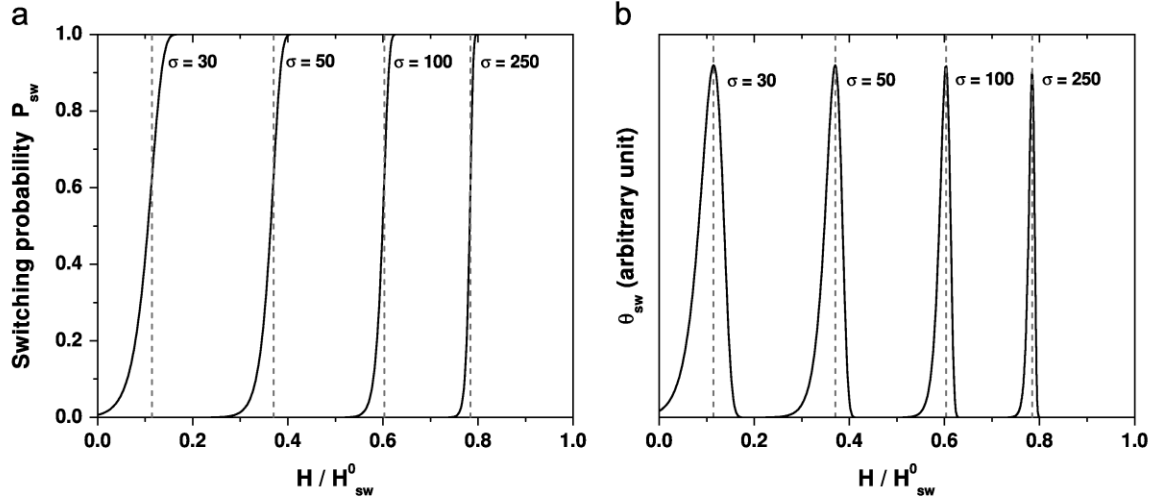 a
Switching probability P_sw
1.0
0.8
0.6
0.4
0.2
0.0
σ = 30
σ = 50
σ = 100
σ = 250
0.0 0.2 0.4 0.6 0.8 1.0
H / H⁰_sw
b
θ_sw (arbitrary unit)
σ = 30
σ = 50
σ = 100
σ = 250
0.0 0.2 0.4 0.6 0.8 1.0
H / H⁰_sw